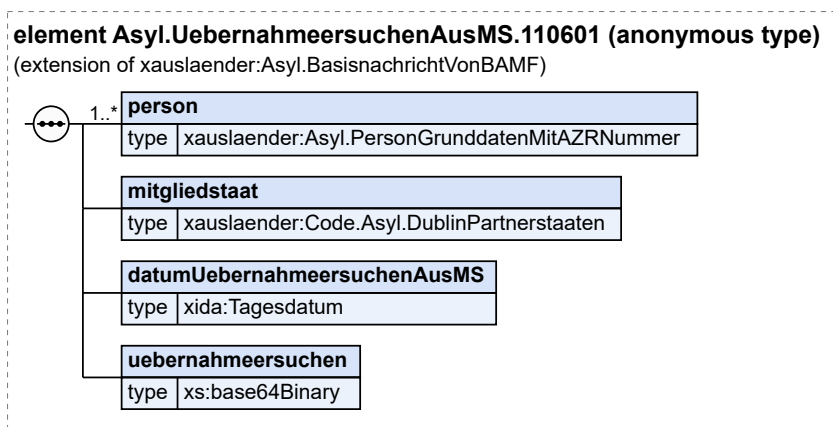 element Asyl.UebernahmeersuchenAusMS.110601 (anonymous type)
(extension of xauslaender:Asyl.BasisnachrichtVonBAMF)
1..* person
type xauslaender:Asyl.PersonGrunddatenMitAZRNummer
mitgliedstaat
type xauslaender:Code.Asyl.DublinPartnerstaaten
datumUebernahmeersuchenAusMS
type xida:Tagesdatum
uebernahmeersuchen
type xs:base64Binary